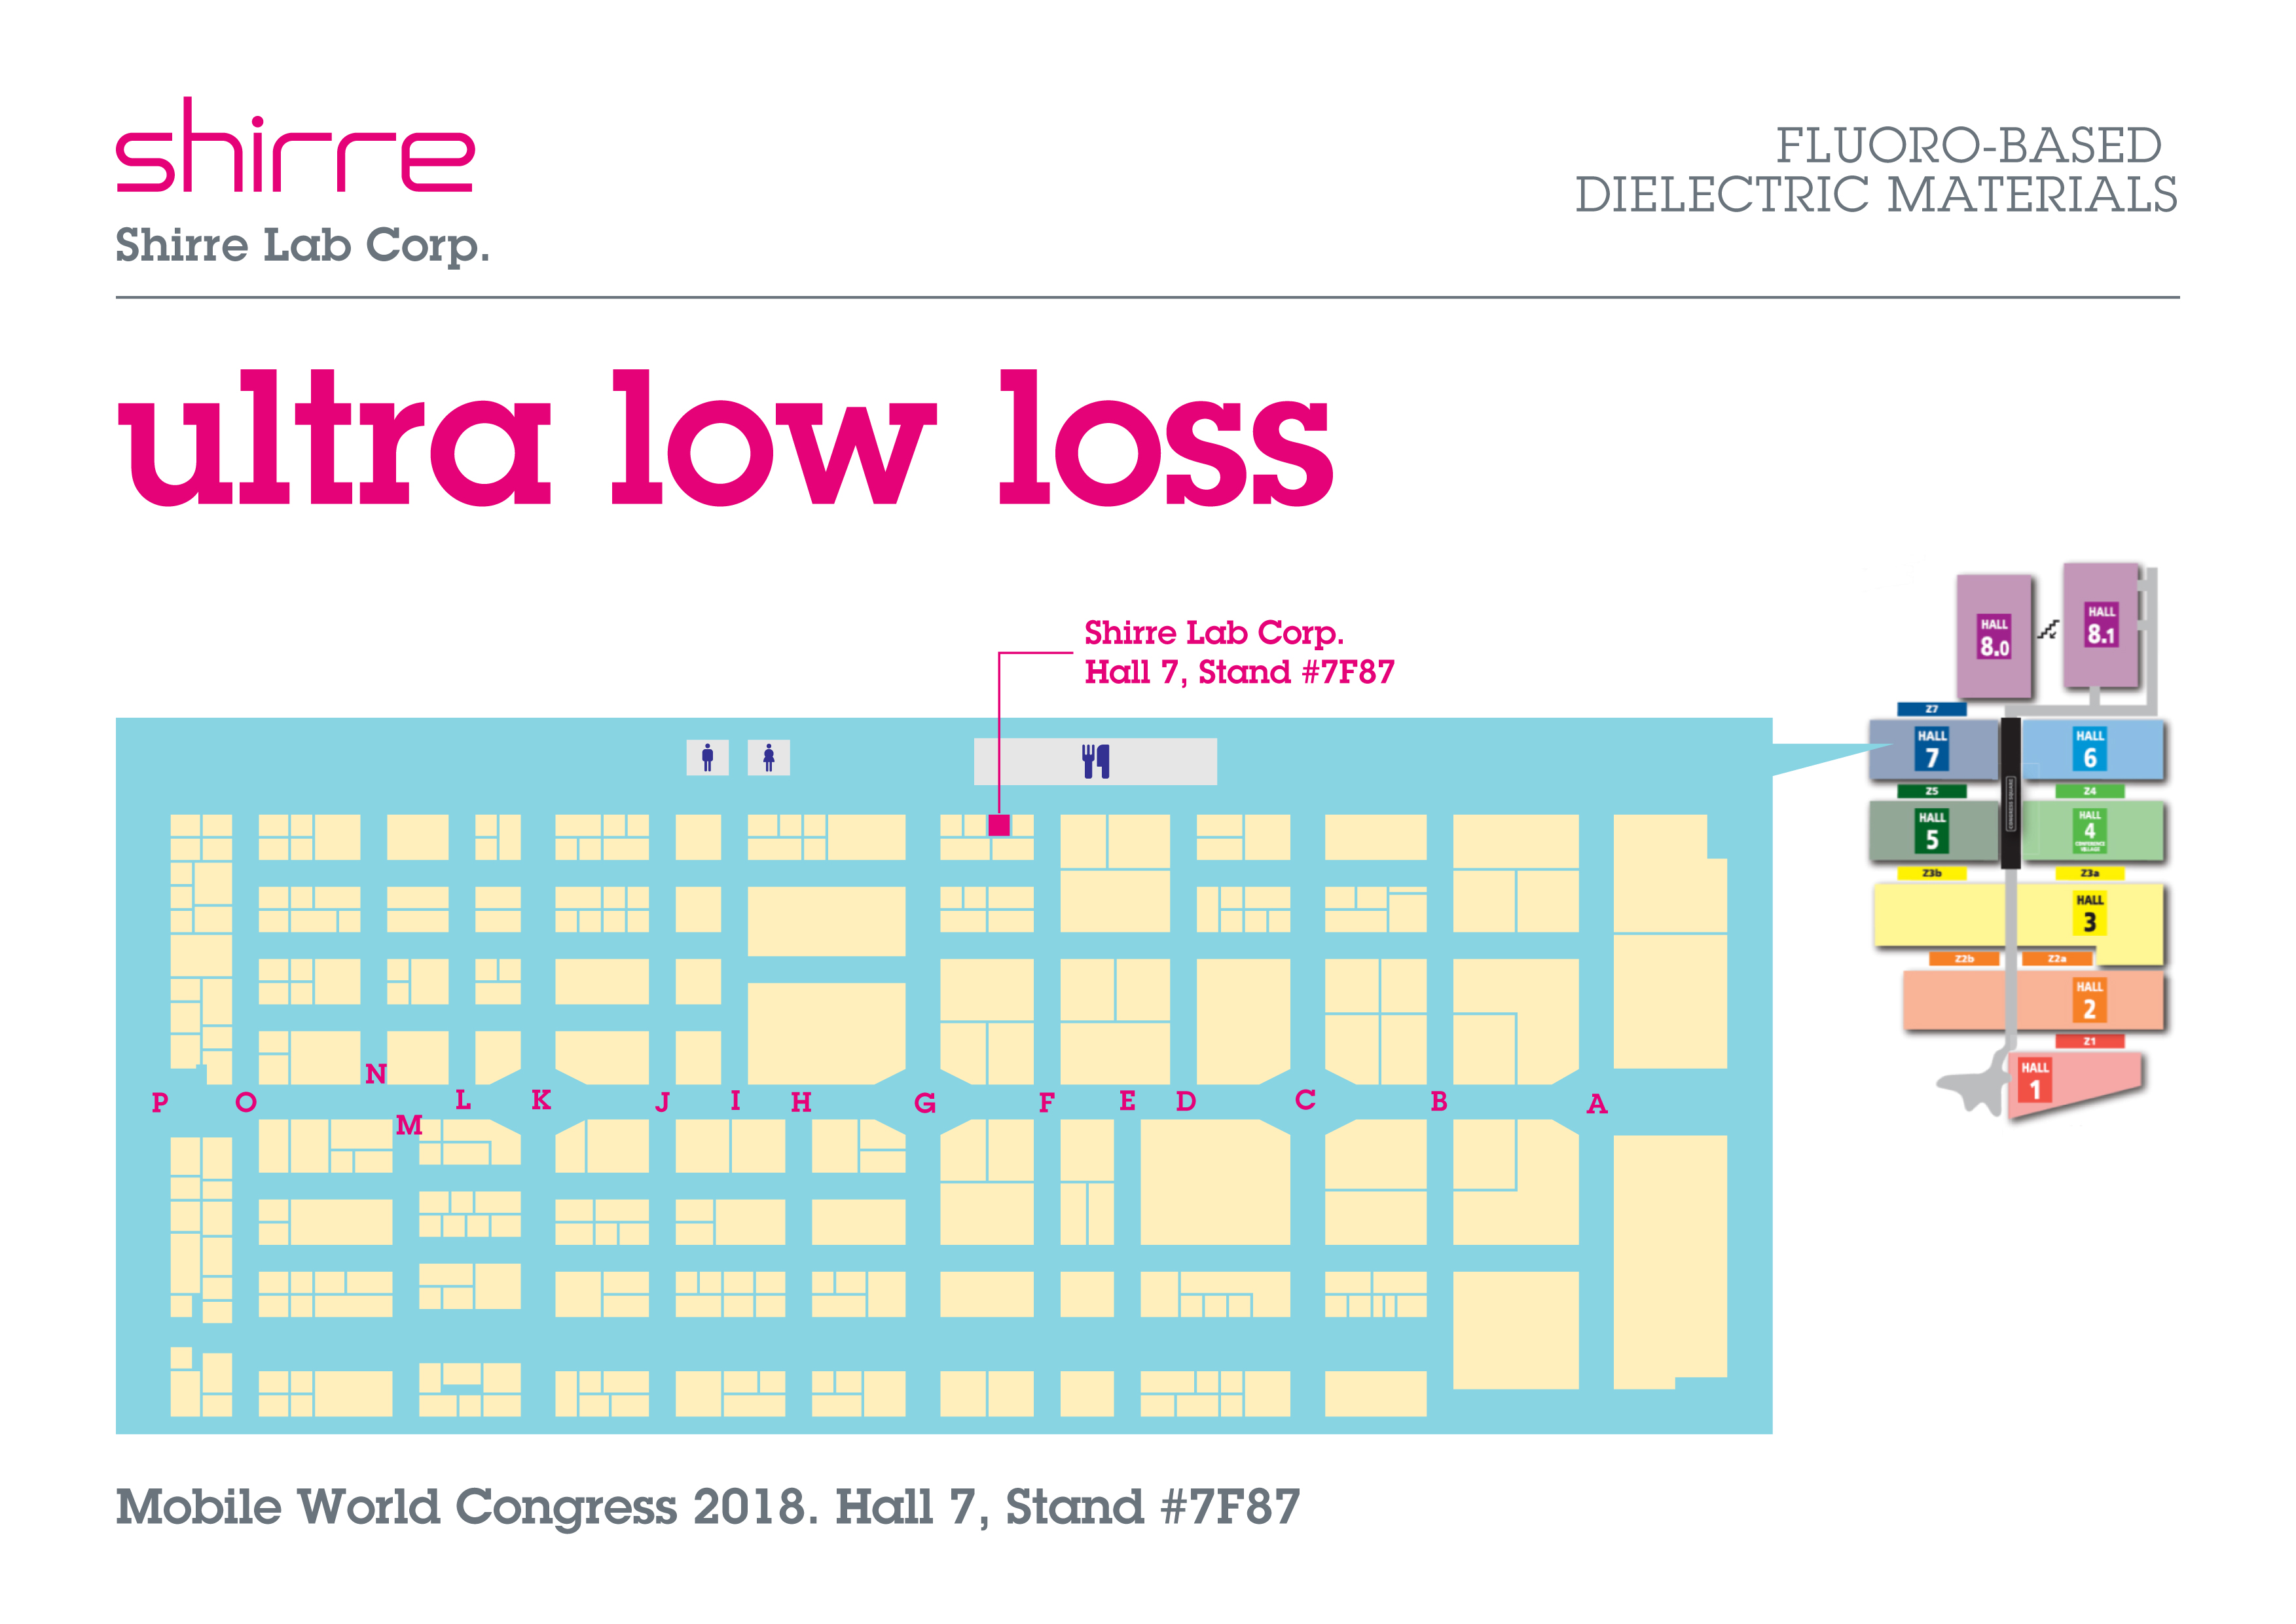 shirre
Shirre Lab Corp.
FLUORO-BASED
DIELECTRIC MATERIALS
ultra low loss
Shirre Lab Corp.
Hall 7, Stand #7F87
HALL
8.0
HALL
8.1
Z7
HALL
7
HALL
6
Z5
Z4
HALL
5
HALL
4
CONFERENCE
VILLAGE
Z3b
Z3a
HALL
3
Z2b
Z2a
HALL
2
Z1
HALL
1
N
P O L K J I H G F E D C B A
M
Mobile World Congress 2018. Hall 7, Stand #7F87